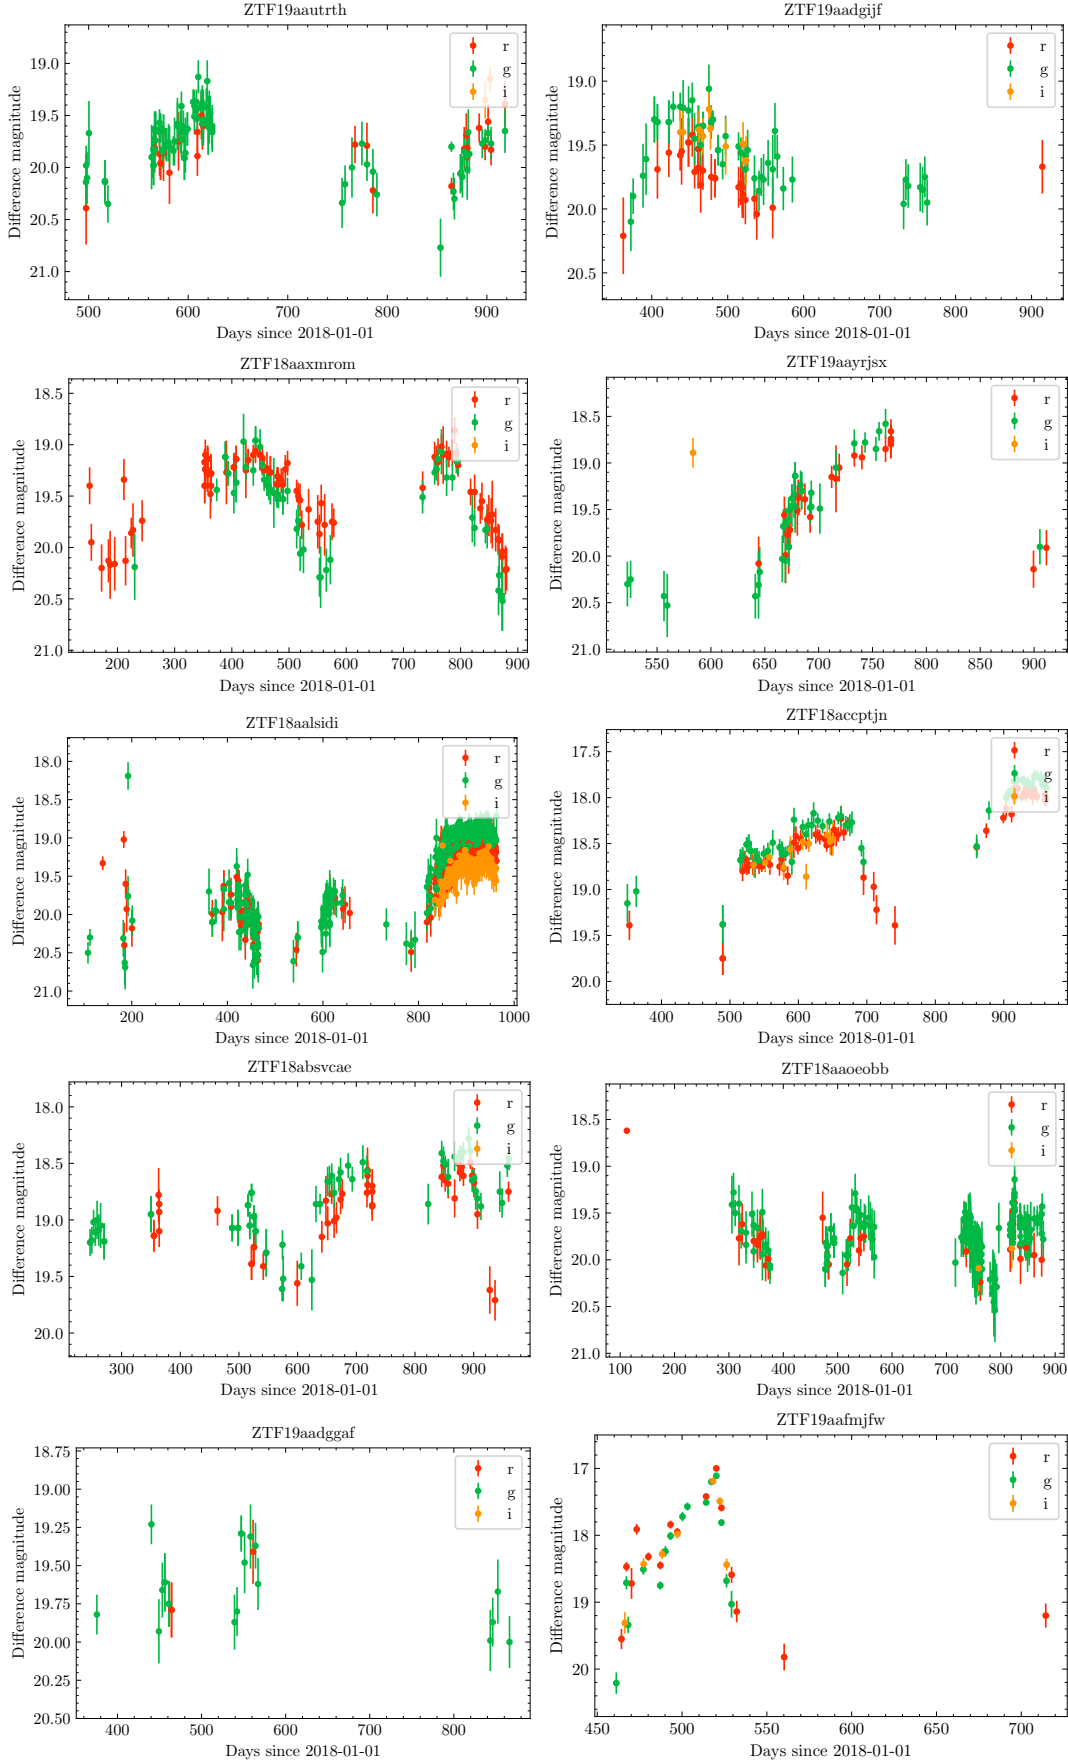 ZTF19aautrth
19.0
19.5
20.0
20.5
21.0
Difference magnitude
r
g
i
500 600 700 800 900
Days since 2018-01-01
ZTF19aadgijf
19.0
19.5
20.0
20.5
Difference magnitude
r
g
i
400 500 600 700 800 900
Days since 2018-01-01
ZTF18aaxmrom
18.5
19.0
19.5
20.0
20.5
21.0
Difference magnitude
r
g
i
200 300 400 500 600 700 800 900
Days since 2018-01-01
ZTF19aayrjsx
18.5
19.0
19.5
20.0
20.5
21.0
Difference magnitude
r
g
i
550 600 650 700 750 800 850 900
Days since 2018-01-01
ZTF18aalsidi
18.0
18.5
19.0
19.5
20.0
20.5
21.0
Difference magnitude
r
g
i
200 400 600 800 1000
Days since 2018-01-01
ZTF18accptjn
17.5
18.0
18.5
19.0
19.5
20.0
Difference magnitude
r
g
i
400 500 600 700 800 900
Days since 2018-01-01
ZTF18absvcae
18.0
18.5
19.0
19.5
20.0
Difference magnitude
r
g
i
300 400 500 600 700 800 900
Days since 2018-01-01
ZTF18aaoeobb
18.5
19.0
19.5
20.0
20.5
21.0
Difference magnitude
r
g
i
100 200 300 400 500 600 700 800 900
Days since 2018-01-01
ZTF19aadggaf
18.75
19.00
19.25
19.50
19.75
20.00
20.25
20.50
Difference magnitude
r
g
i
400 500 600 700 800
Days since 2018-01-01
ZTF19aafmjfw
17
18
19
20
Difference magnitude
r
g
i
450 500 550 600 650 700
Days since 2018-01-01